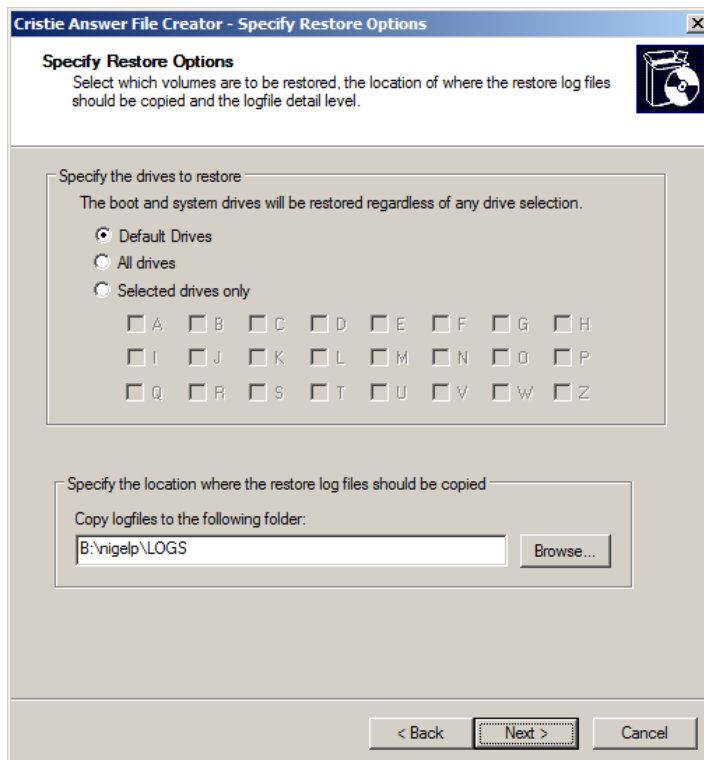 Cristie Answer File Creator - Specify Restore Options
Specify Restore Options
Select which volumes are to be restored, the location of where the restore log files
should be copied and the logfile detail level.
Specify the drives to restore
The boot and system drives will be restored regardless of any drive selection.
Default Drives
All drives
Selected drives only
A B C D E F G H
I J K L M N O P
Q R S T U V W Z
Specify the location where the restore log files should be copied
Copy logfiles to the following folder:
B:\nigelp\LOGS
Browse...
< Back Next > Cancel